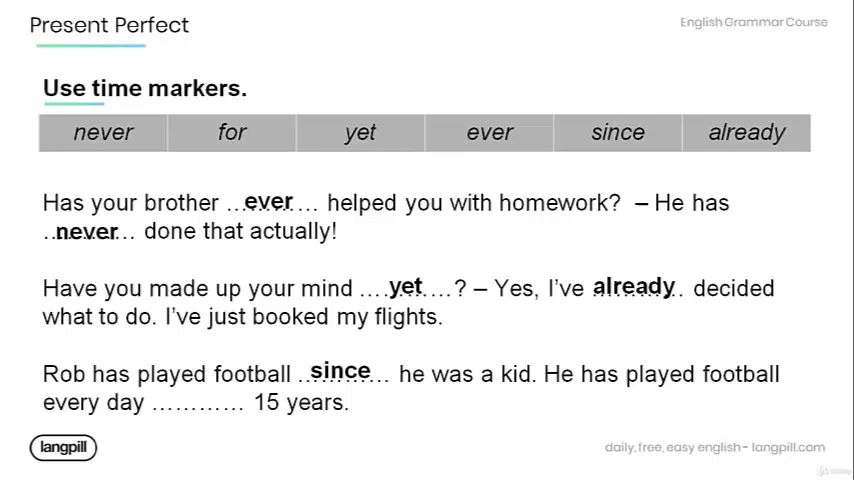 Present Perfect
English Grammar Course
Use time markers.
never for yet ever since already
Has your brother …ever… helped you with homework? – He has
…never… done that actually!
Have you made up your mind …yet…? – Yes, I've …already… decided
what to do. I've just booked my flights.
Rob has played football …since… he was a kid. He has played football
every day ………… 15 years.
langpill
daily, free, easy english - langpill.com